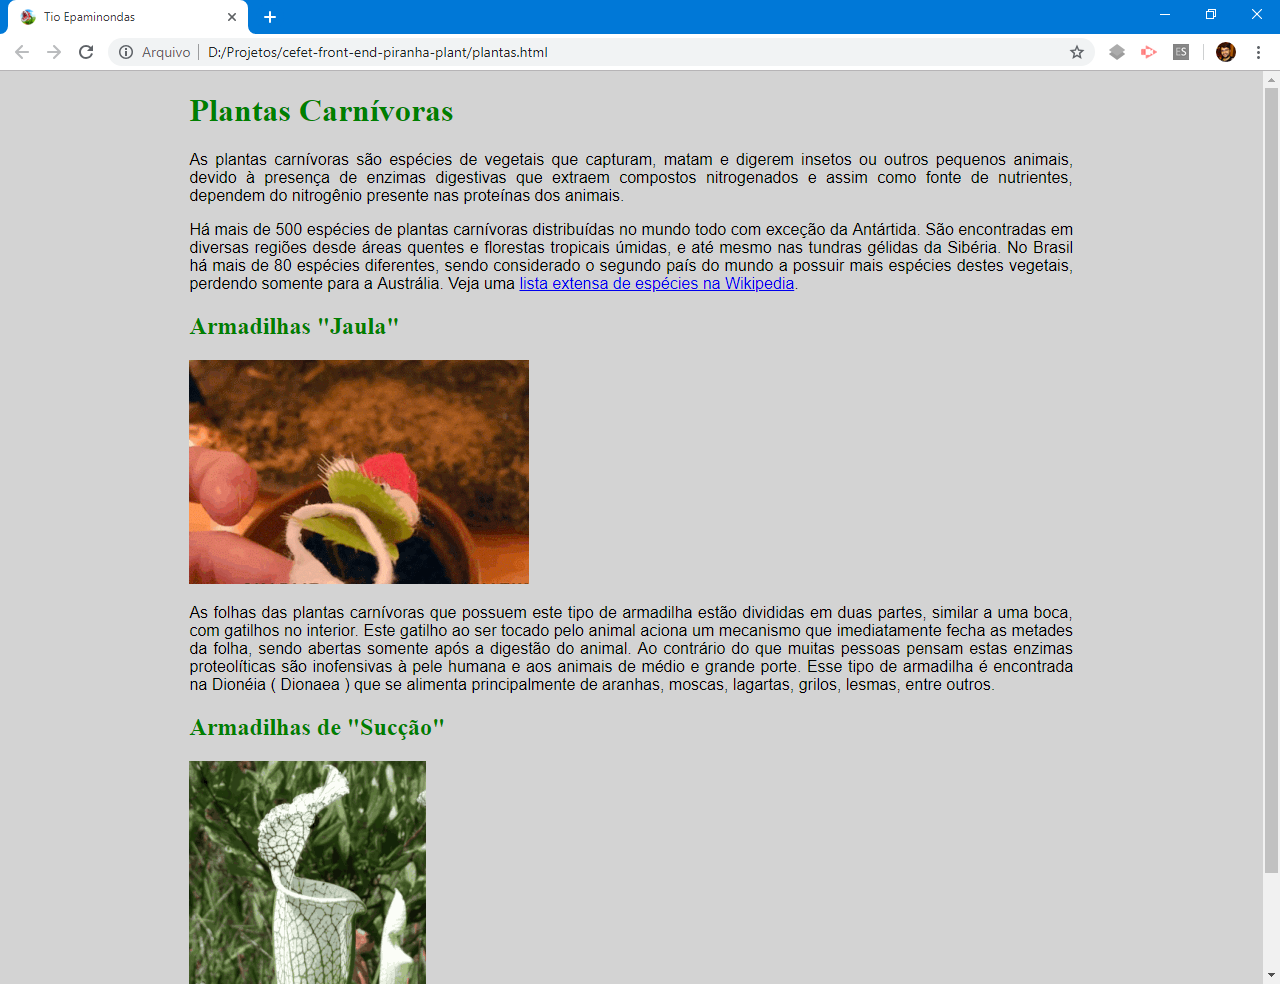 Tio Epaminondas
Arquivo | D:/Projetos/cefet-front-end-piranha-plant/plantas.html
ES
Plantas Carnívoras
As plantas carnívoras são espécies de vegetais que capturam, matam e digerem insetos ou outros pequenos animais,
devido à presença de enzimas digestivas que extraem compostos nitrogenados e assim como fonte de nutrientes,
dependem do nitrogênio presente nas proteínas dos animais.
Há mais de 500 espécies de plantas carnívoras distribuídas no mundo todo com exceção da Antártida. São encontradas em
diversas regiões desde áreas quentes e florestas tropicais úmidas, e até mesmo nas tundras gélidas da Sibéria. No Brasil
há mais de 80 espécies diferentes, sendo considerado o segundo país do mundo a possuir mais espécies destes vegetais,
perdendo somente para a Austrália. Veja uma lista extensa de espécies na Wikipedia.
Armadilhas "Jaula"
As folhas das plantas carnívoras que possuem este tipo de armadilha estão divididas em duas partes, similar a uma boca,
com gatilhos no interior. Este gatilho ao ser tocado pelo animal aciona um mecanismo que imediatamente fecha as metades
da folha, sendo abertas somente após a digestão do animal. Ao contrário do que muitas pessoas pensam estas enzimas
proteolíticas são inofensivas à pele humana e aos animais de médio e grande porte. Esse tipo de armadilha é encontrada
na Dionéia ( Dionaea ) que se alimenta principalmente de aranhas, moscas, lagartas, grilos, lesmas, entre outros.
Armadilhas de "Sucção"